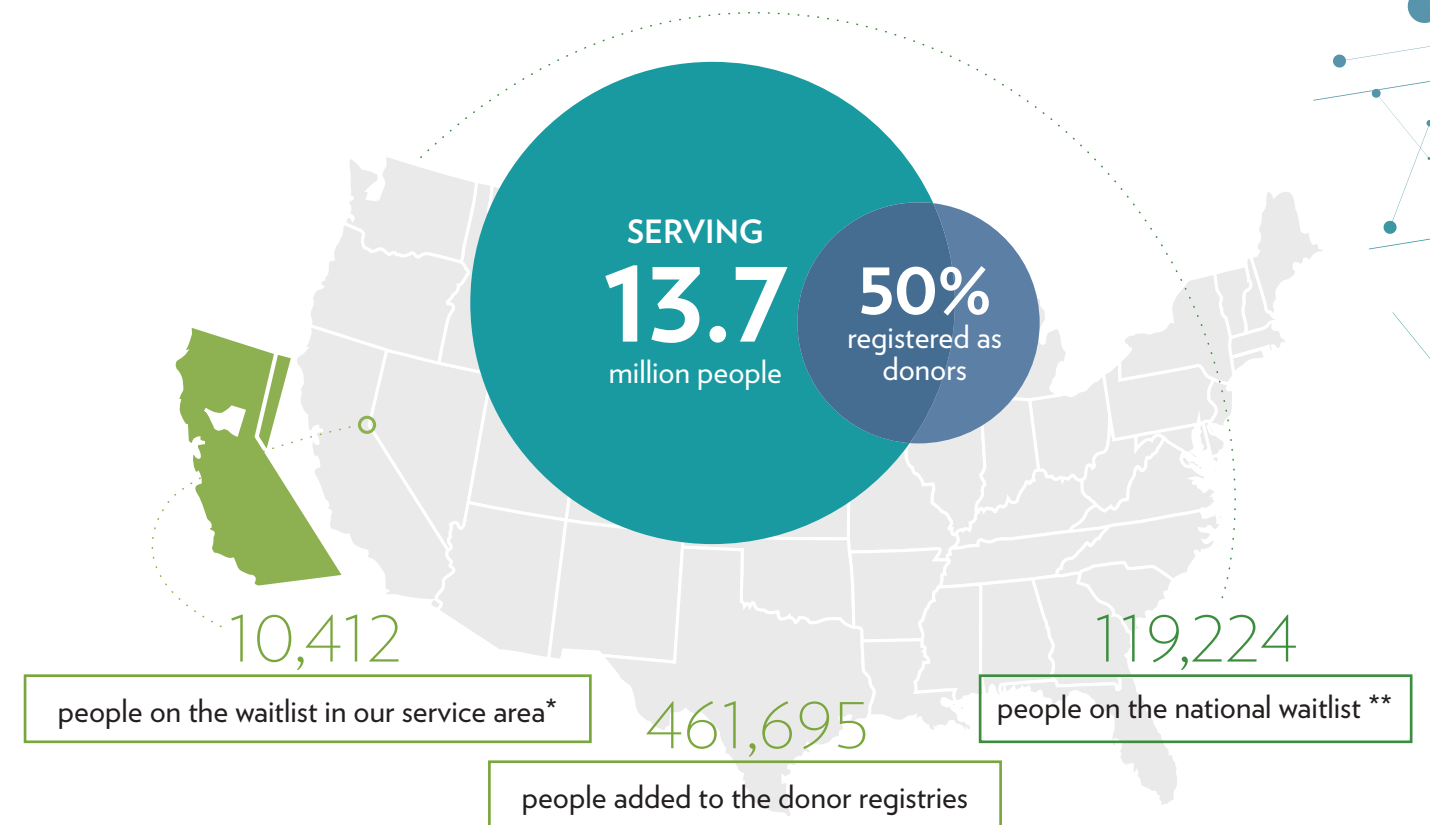 SERVING
13.7
million people
50%
registered as
donors
10,412
people on the waitlist in our service area*
461,695
people added to the donor registries
119,224
people on the national waitlist **